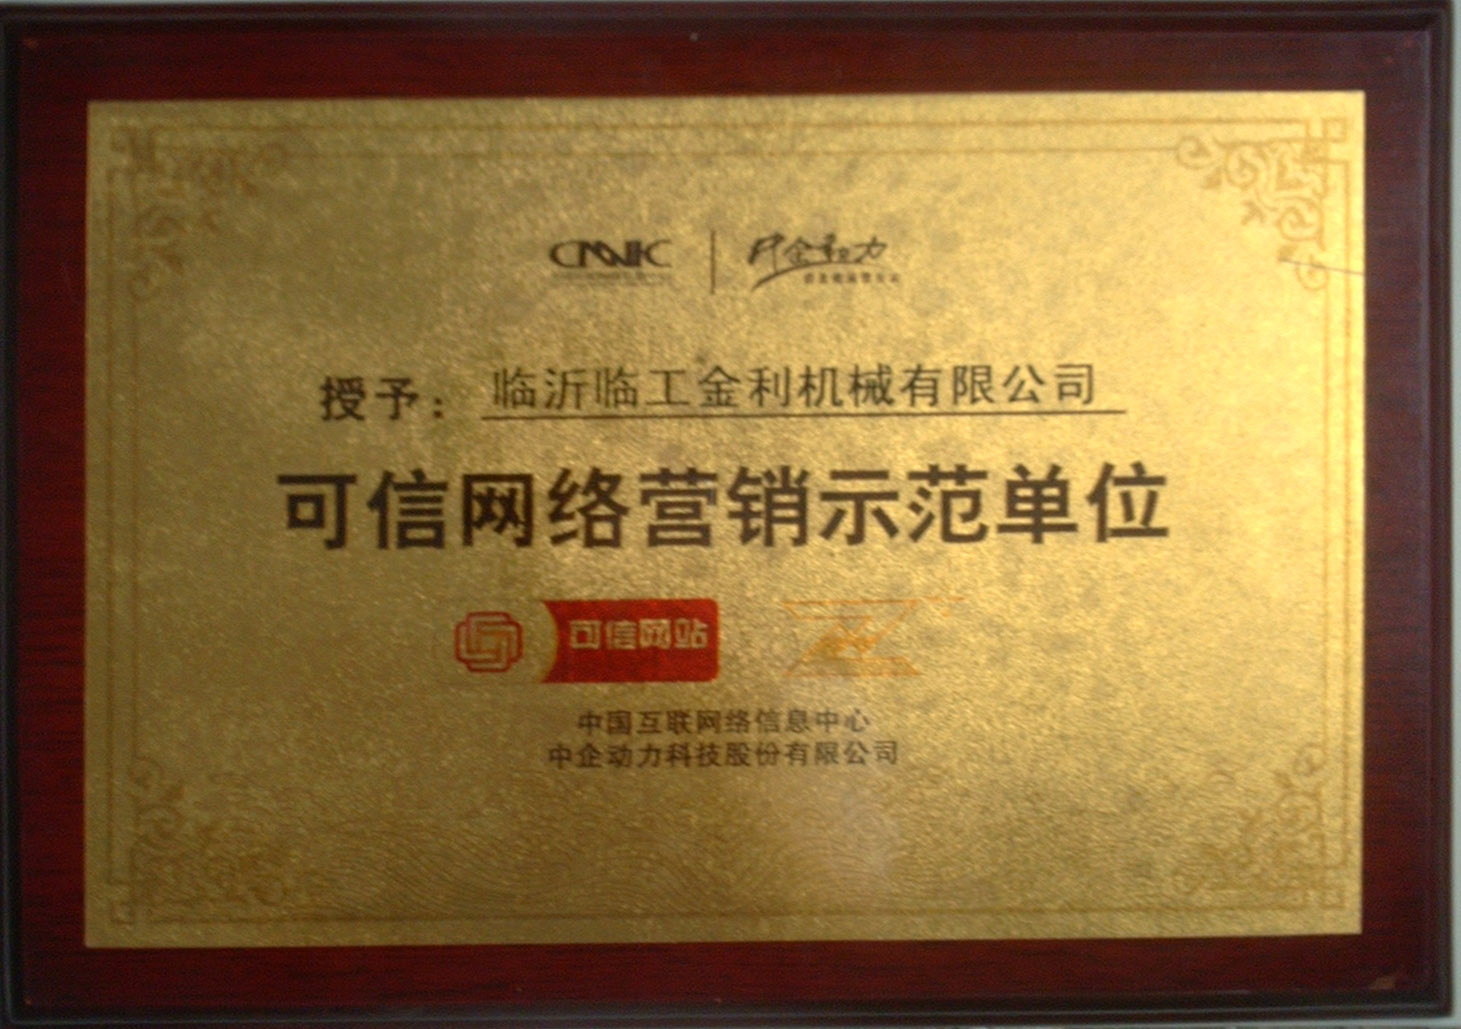 CNNIC 中企动力
授予： 临沂临工金利机械有限公司
可信网络营销示范单位
可信网站
中国互联网络信息中心
中企动力科技股份有限公司